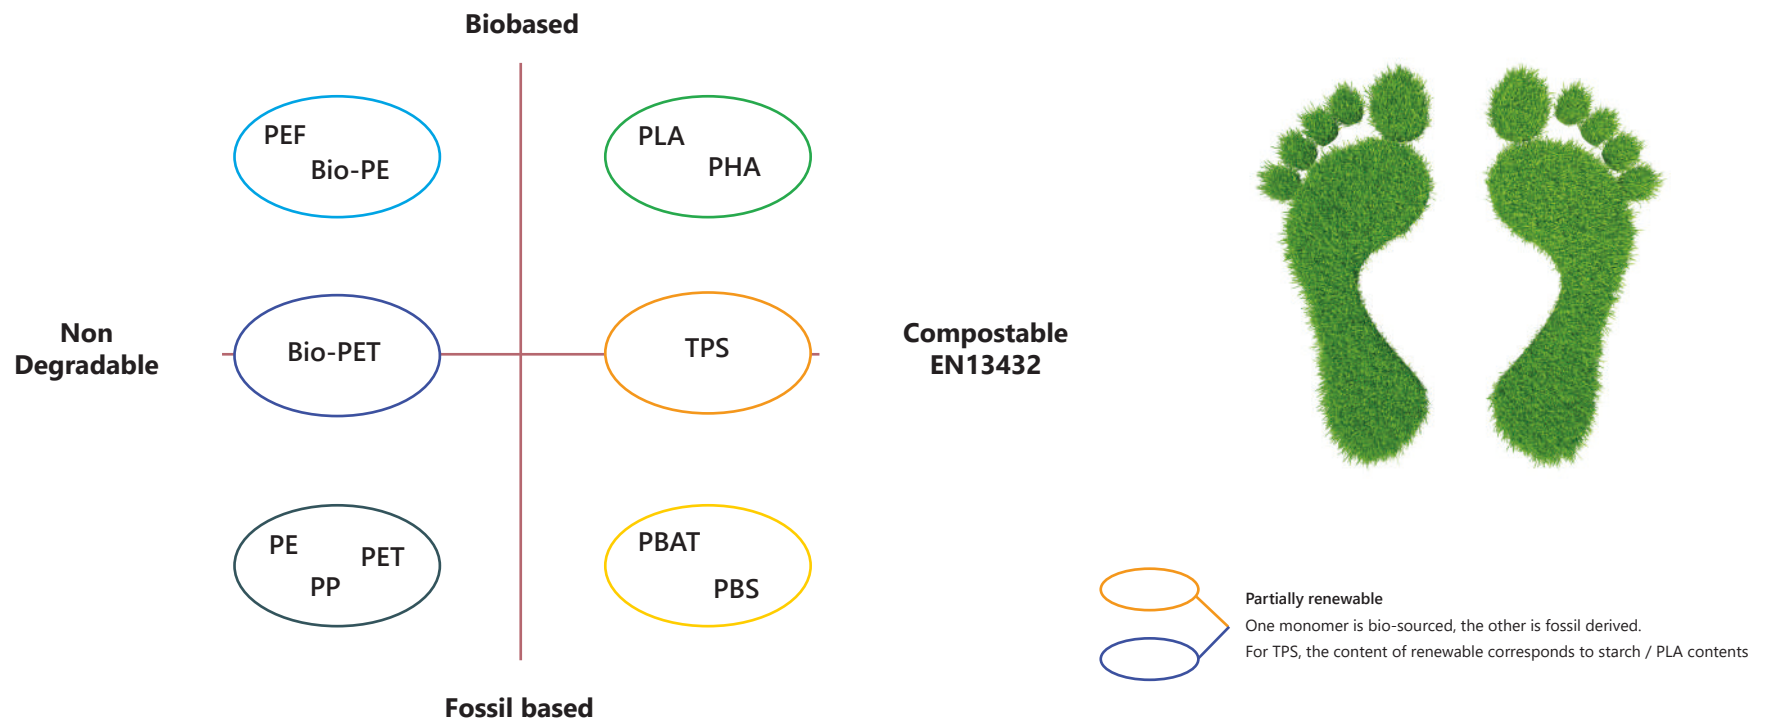 Biobased
PEF
Bio-PE
PLA
PHA
Non
Degradable
Bio-PET
TPS
Compostable
EN13432
PE
PET
PP
PBAT
PBS
Fossil based
Partially renewable
One monomer is bio-sourced, the other is fossil derived.
For TPS, the content of renewable corresponds to starch / PLA contents